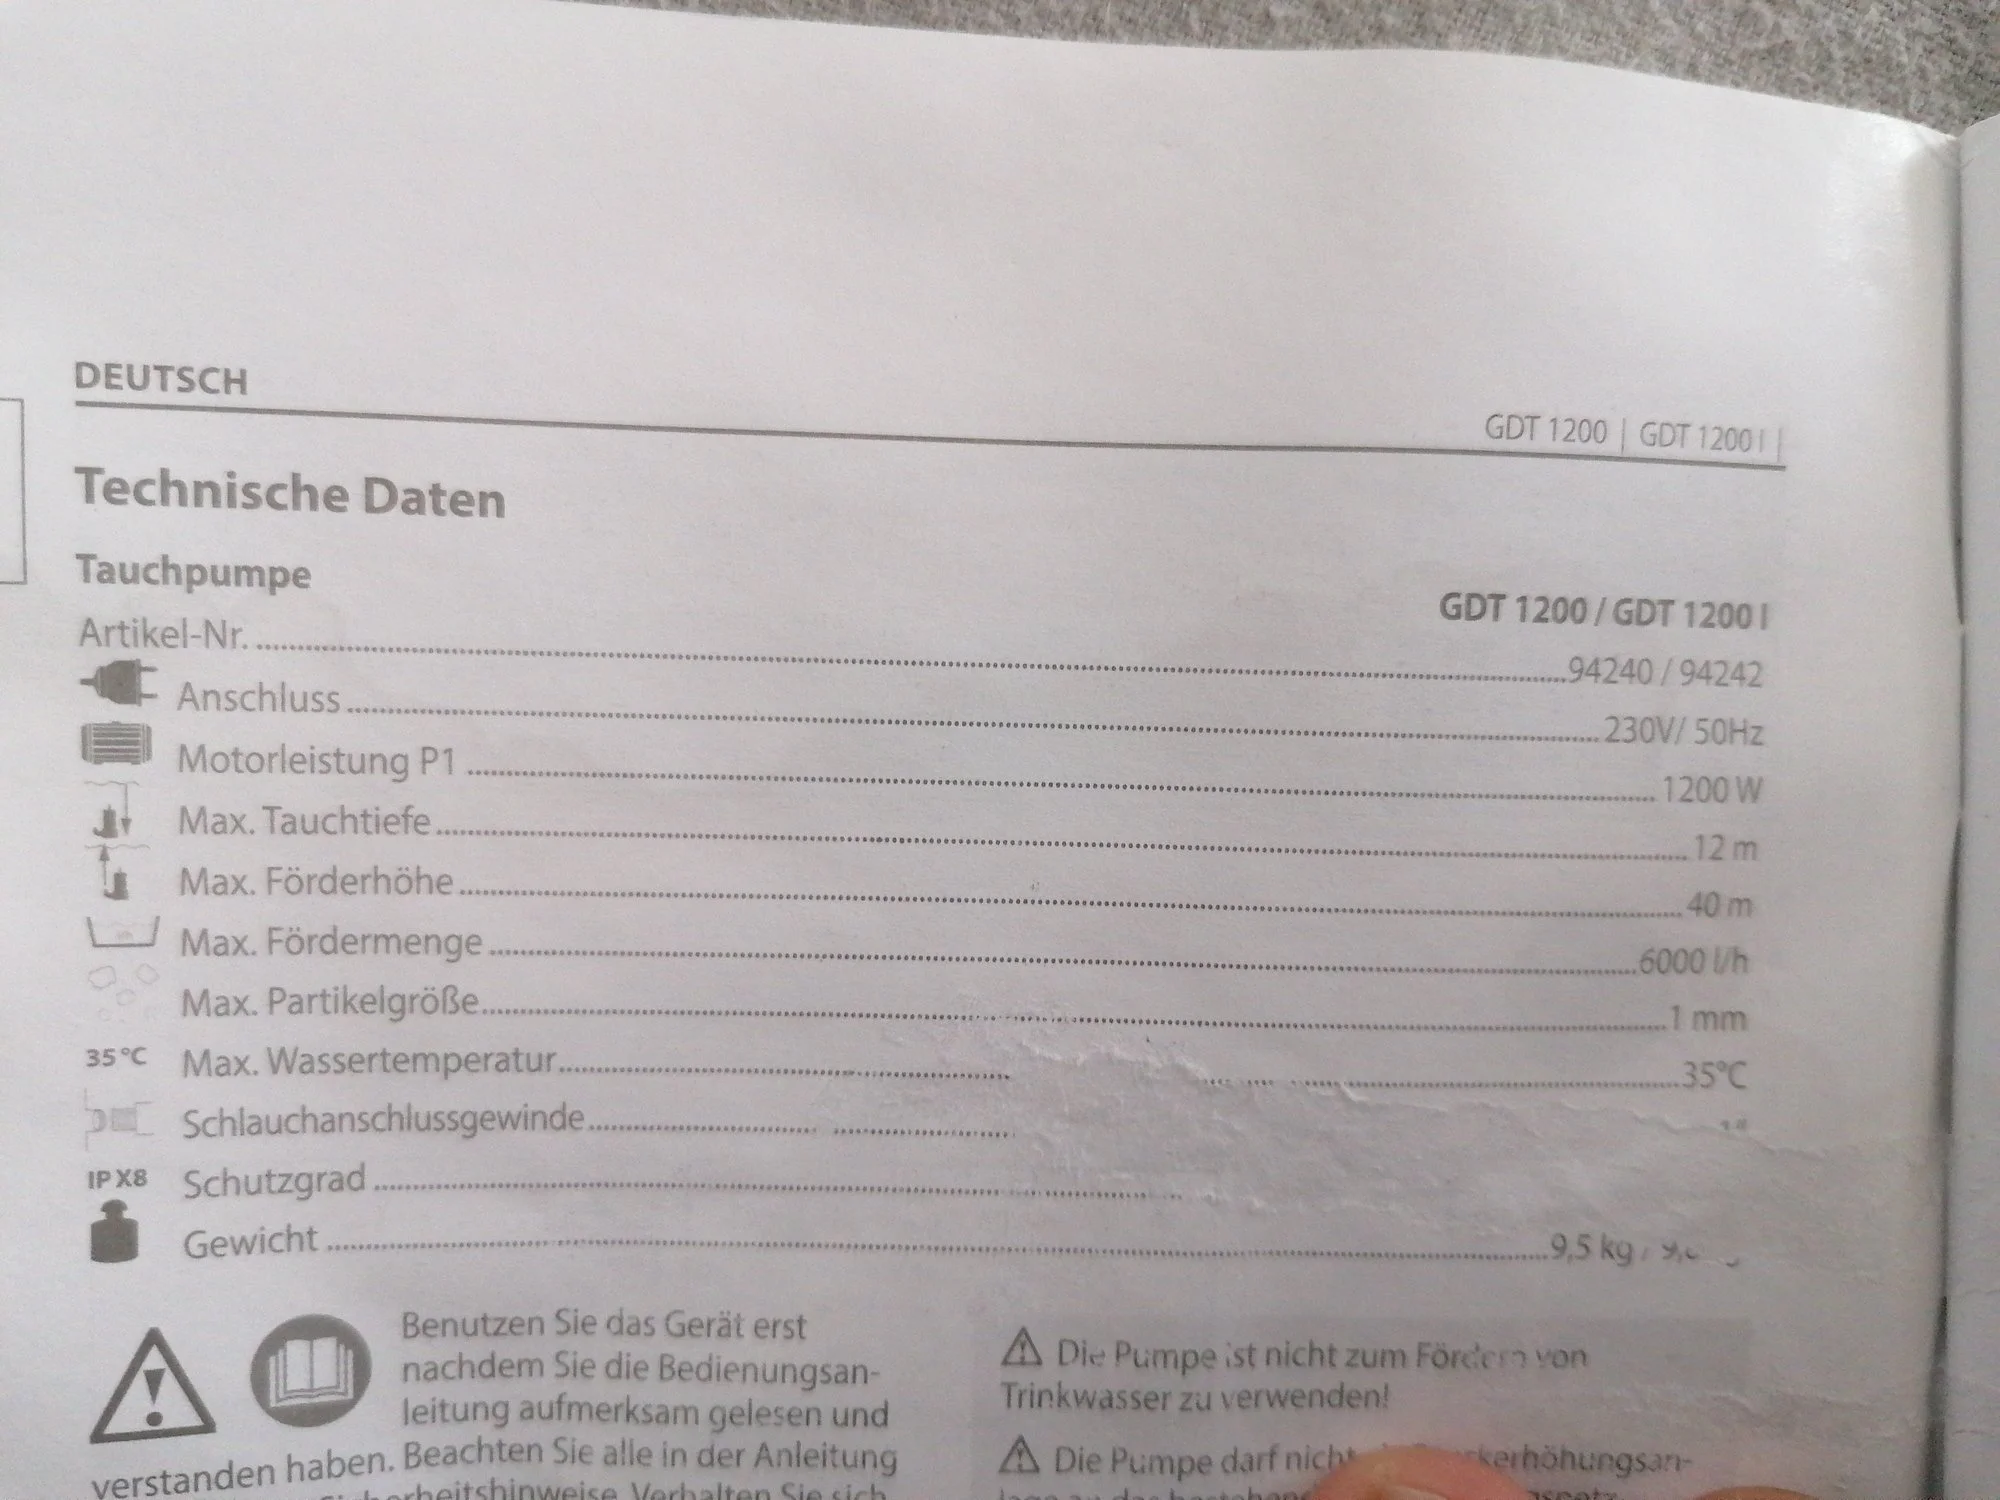 DEUTSCH
GDT 1200 | GDT 1200 I |
Technische Daten
Tauchpumpe GDT 1200 / GDT 1200 I
Artikel-Nr. 94240 / 94242
Anschluss 230V/ 50Hz
Motorleistung P1 1200 W
Max. Tauchtiefe 12 m
Max. Förderhöhe 40 m
Max. Fördermenge 6000 l/h
Max. Partikelgröße 1 mm
35°C Max. Wassertemperatur 35°C
Schlauchanschlussgewinde
IP X8 Schutzgrad
Gewicht 9,5 kg /
Benutzen Sie das Gerät erst
nachdem Sie die Bedienungsan-
leitung aufmerksam gelesen und
verstanden haben. Beachten Sie alle in der Anleitung
Verhalten Sie sich
Die Pumpe ist nicht zum Fördern von
Trinkwasser zu verwenden!
Die Pumpe darf nicht